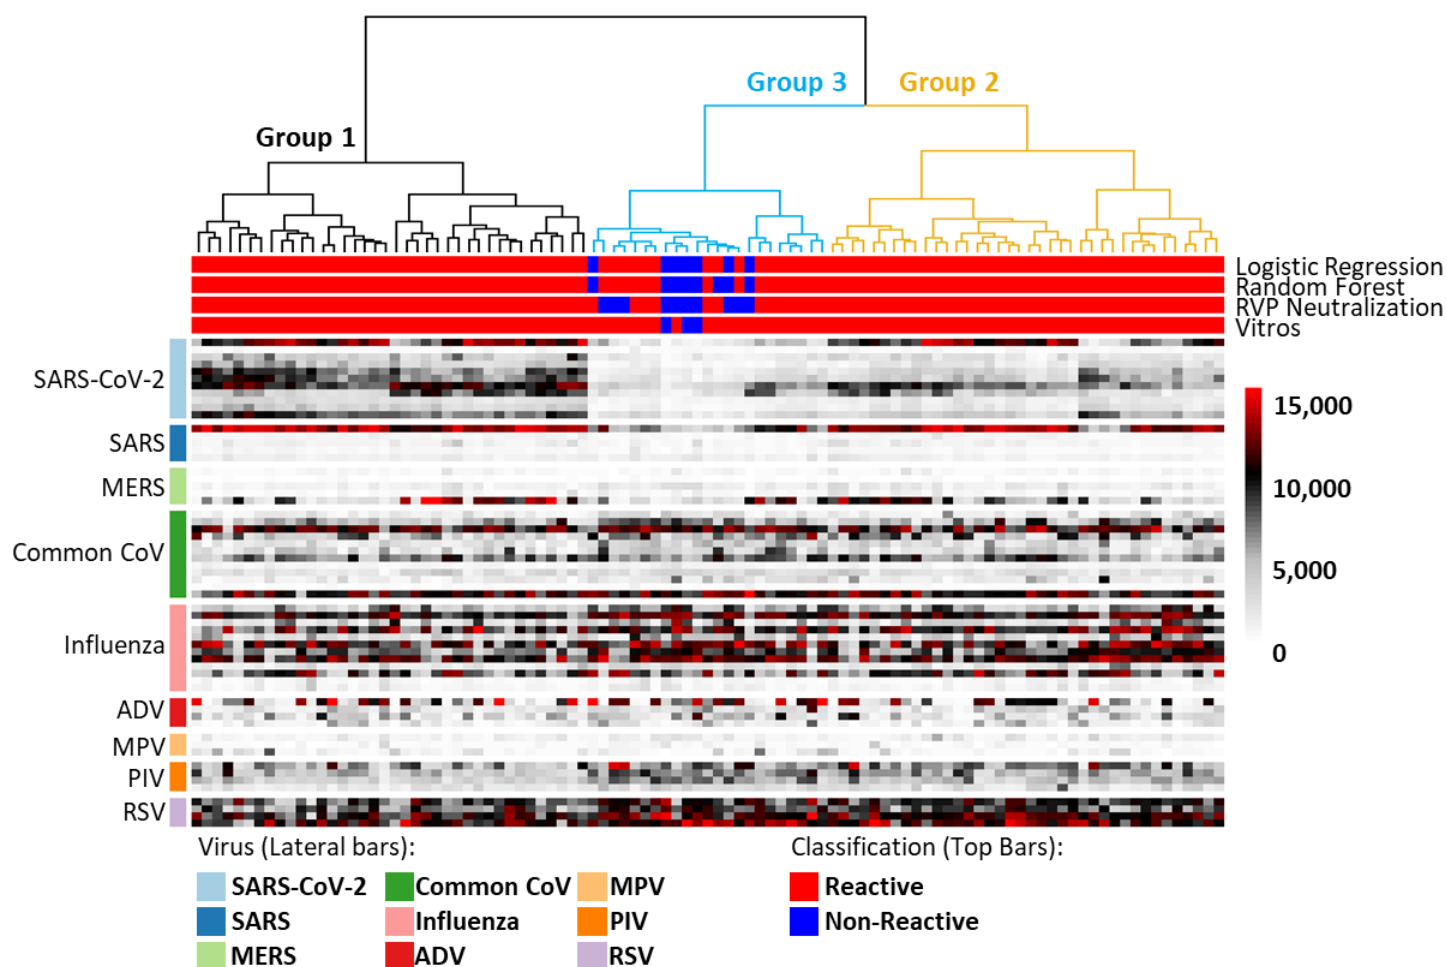 Group 3 Group 2
Group 1
Logistic Regression
Random Forest
RVP Neutralization
Vitros
SARS-CoV-2
SARS
MERS
Common CoV
Influenza
ADV
MPV
PIV
RSV
15,000
10,000
5,000
0
Virus (Lateral bars):
SARS-CoV-2 Common CoV MPV
SARS Influenza PIV
MERS ADV RSV
Classification (Top Bars):
Reactive
Non-Reactive